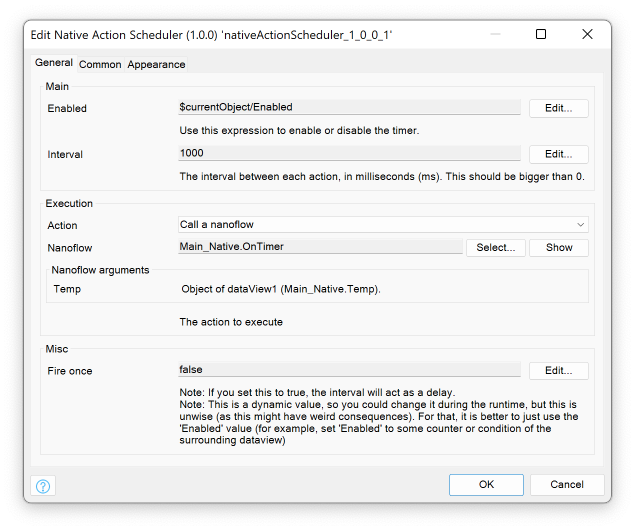 Edit Native Action Scheduler (1.0.0) 'nativeActionScheduler_1_0_0_1'
General Common Appearance
Main
Enabled $currentObject/Enabled Edit...
Use this expression to enable or disable the timer.
Interval 1000 Edit...
The interval between each action, in milliseconds (ms). This should be bigger than 0.
Execution
Action Call a nanoflow
Nanoflow Main_Native.OnTimer Select... Show
Nanoflow arguments
Temp Object of dataView1 (Main_Native.Temp).
The action to execute
Misc
Fire once false Edit...
Note: If you set this to true, the interval will act as a delay.
Note: This is a dynamic value, so you could change it during the runtime, but this is
unwise (as this might have weird consequences). For that, it is better to just use the
'Enabled' value (for example, set 'Enabled' to some counter or condition of the
surrounding dataview)
? OK Cancel